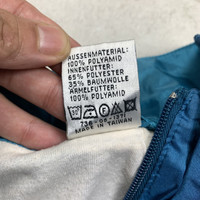 AUSSENMATERIAL:
100% POLYAMID
INNENFUTTER:
65% POLYESTER
35% BAUMWOLLE
ÄRMELFUTTER:
100% POLYAMID
MADE IN TAIWAN